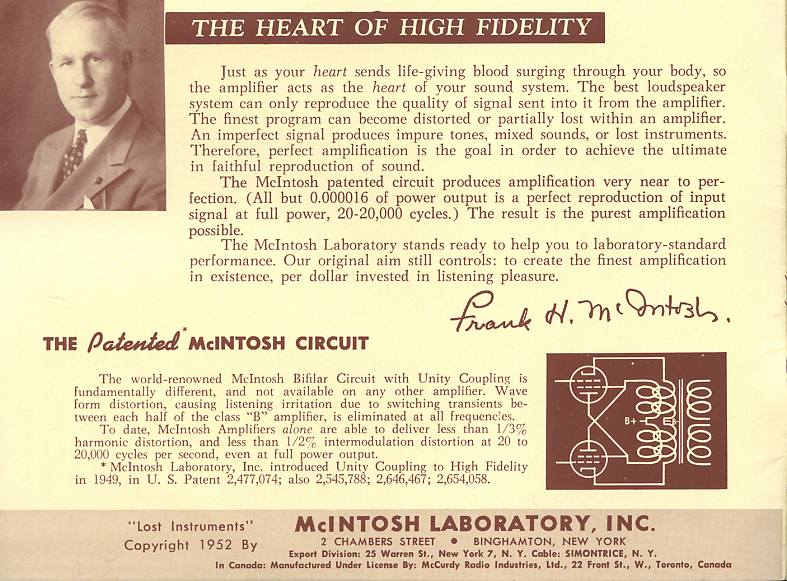 THE HEART OF HIGH FIDELITY
Just as your heart sends life-giving blood surging through your body, so
the amplifier acts as the heart of your sound system. The best loudspeaker
system can only reproduce the quality of signal sent into it from the amplifier.
The finest program can become distorted or partially lost within an amplifier.
An imperfect signal produces impure tones, mixed sounds, or lost instruments.
Therefore, perfect amplification is the goal in order to achieve the ultimate
in faithful reproduction of sound.
The McIntosh patented circuit produces amplification very near to per-
fection. (All but 0.000016 of power output is a perfect reproduction of input
signal at full power, 20-20,000 cycles.) The result is the purest amplification
possible.
The McIntosh Laboratory stands ready to help you to laboratory-standard
performance. Our original aim still controls: to create the finest amplification
in existence, per dollar invested in listening pleasure.
Frank H. McIntosh.
THE Patented* McINTOSH CIRCUIT
The world-renowned McIntosh Bifilar Circuit with Unity Coupling is
fundamentally different, and not available on any other amplifier. Wave
form distortion, causing listening irritation due to switching transients be-
tween each half of the class "B" amplifier, is eliminated at all frequencies.
To date, McIntosh Amplifiers alone are able to deliver less than 1/3%
harmonic distortion, and less than 1/2% intermodulation distortion at 20 to
20,000 cycles per second, even at full power output.
* McIntosh Laboratory, Inc. introduced Unity Coupling to High Fidelity
in 1949, in U. S. Patent 2,477,074; also 2,545,788; 2,646,467; 2,654,058.
B+
"Lost Instruments"
Copyright 1952 By
McINTOSH LABORATORY, INC.
2 CHAMBERS STREET ● BINGHAMTON, NEW YORK
Export Division: 25 Warren St., New York 7, N. Y. Cable: SIMONTRICE, N. Y.
In Canada: Manufactured Under License By: McCurdy Radio Industries, Ltd., 22 Front St., W., Toronto, Canada